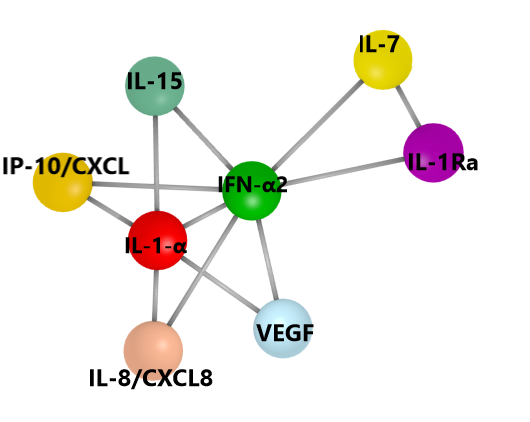 IL-7
IL-15
IP-10/CXCL
IL-1Ra
IFN-α2
IL-1-α
VEGF
IL-8/CXCL8